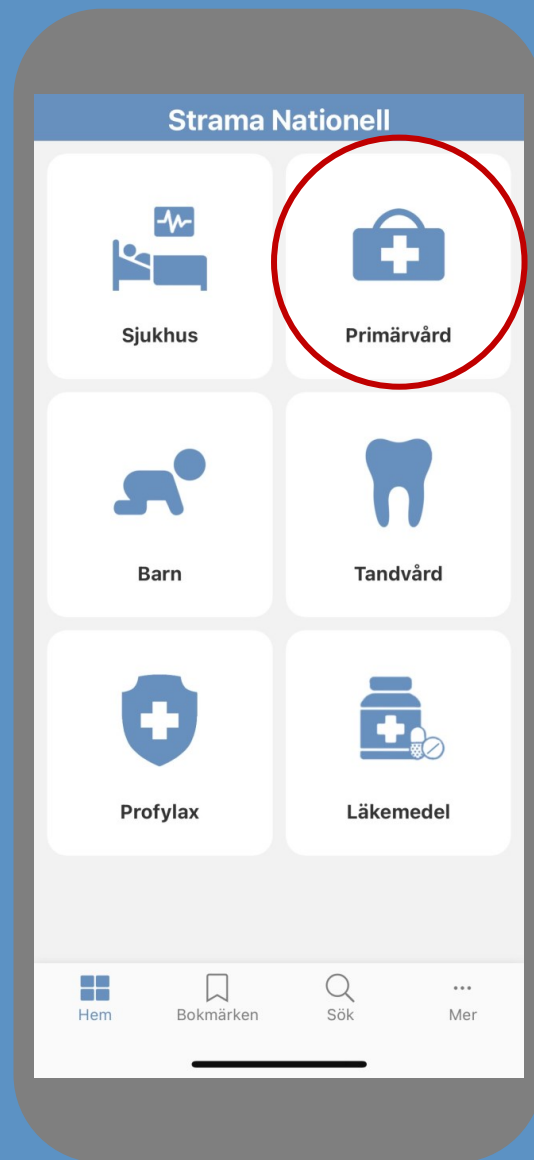 Strama Nationell
Sjukhus
Primärvård
Barn
Tandvård
Profylax
Läkemedel
Hem
Bokmärken
Sök
Mer